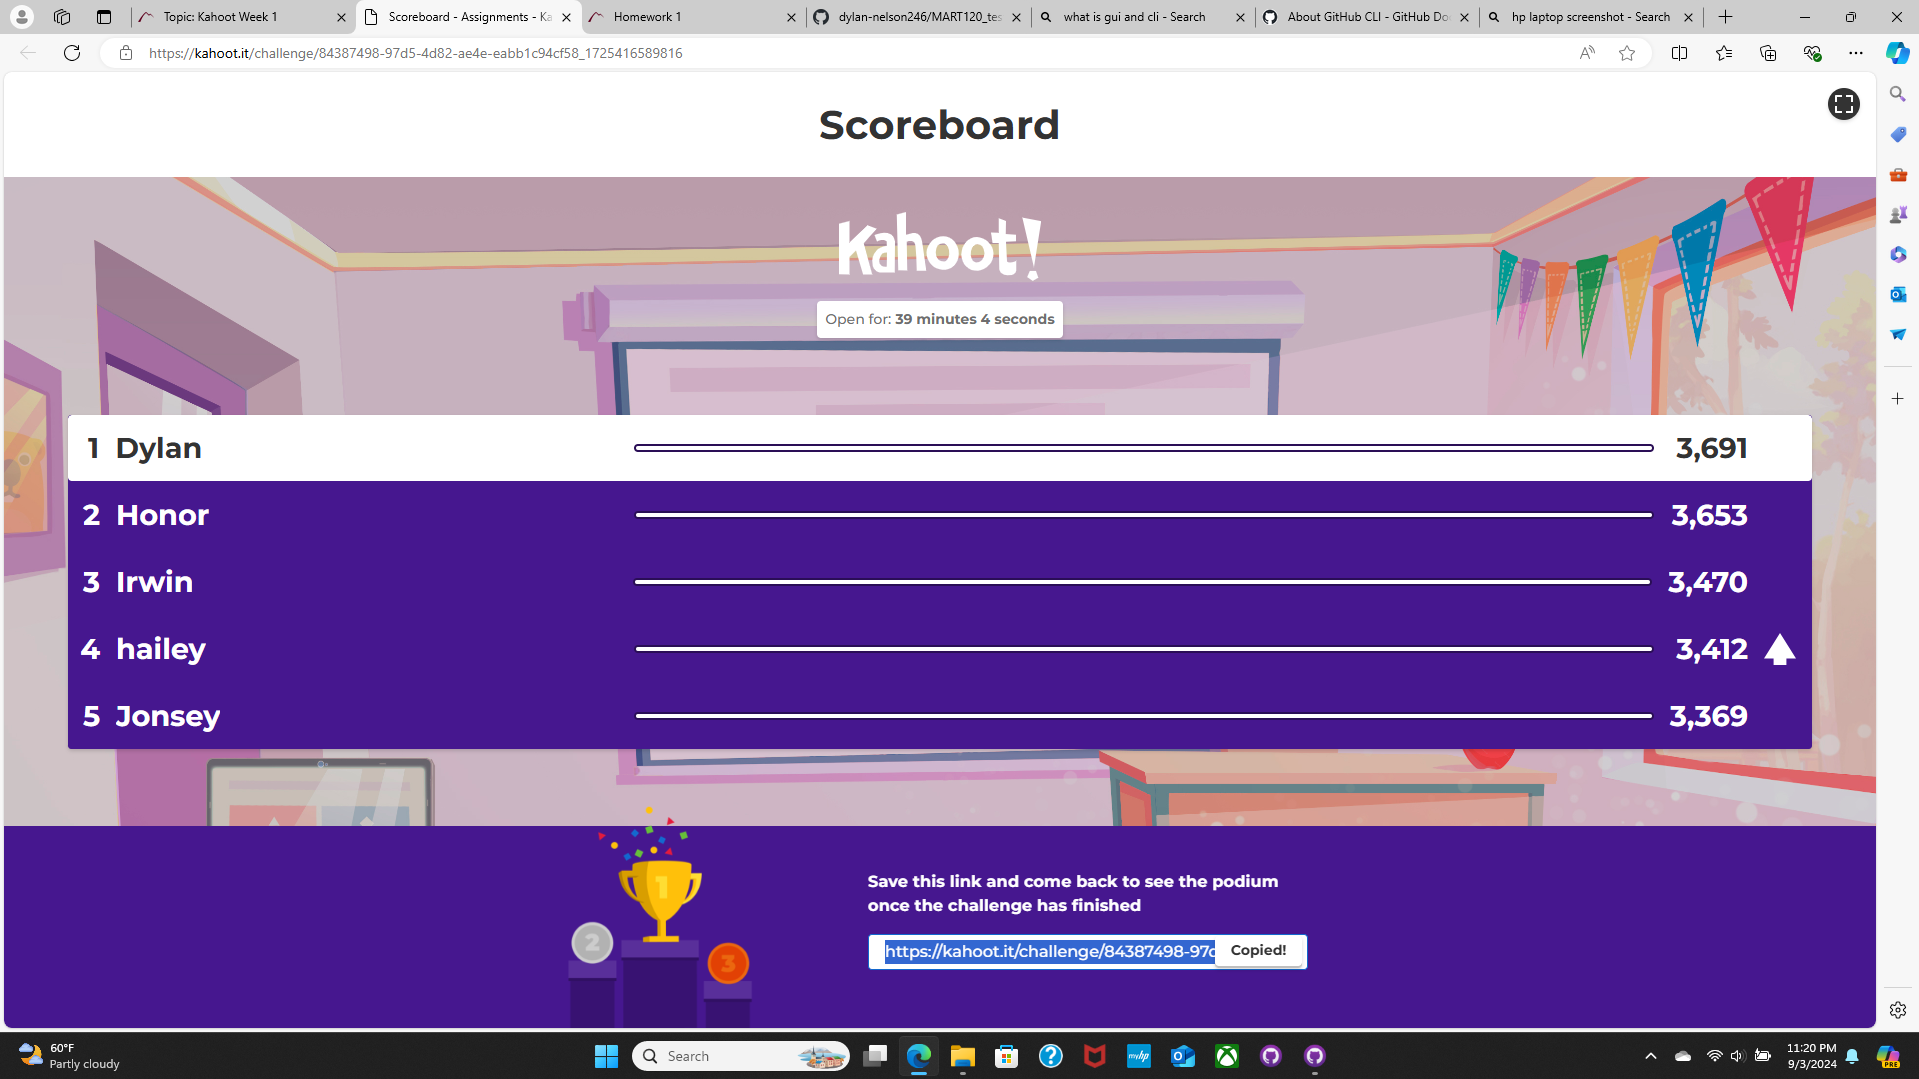 Topic: Kahoot Week 1
Scoreboard - Assignments - Ka
Homework 1
dylan-nelson246/MART120_tes
what is gui and cli - Search
About GitHub CLI - GitHub Do
hp laptop screenshot - Search
https://kahoot.it/challenge/84387498-97d5-4d82-ae4e-eabb1c94cf58_1725416589816
Scoreboard
Kahoot!
Open for: 39 minutes 4 seconds
1 Dylan 3,691
2 Honor 3,653
3 Irwin 3,470
4 hailey 3,412
5 Jonsey 3,369
1
2
3
Save this link and come back to see the podium
once the challenge has finished
https://kahoot.it/challenge/84387498-97d Copied!
60°F
Partly cloudy
Search
myhp
11:20 PM
9/3/2024
PRE